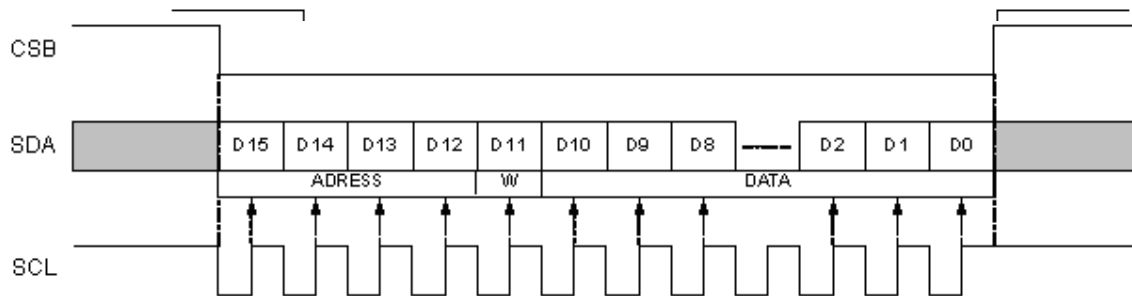 CSB
SDA D15 D14 D13 D12 D11 D10 D9 D8 D2 D1 D0
ADRESS W DATA
SCL